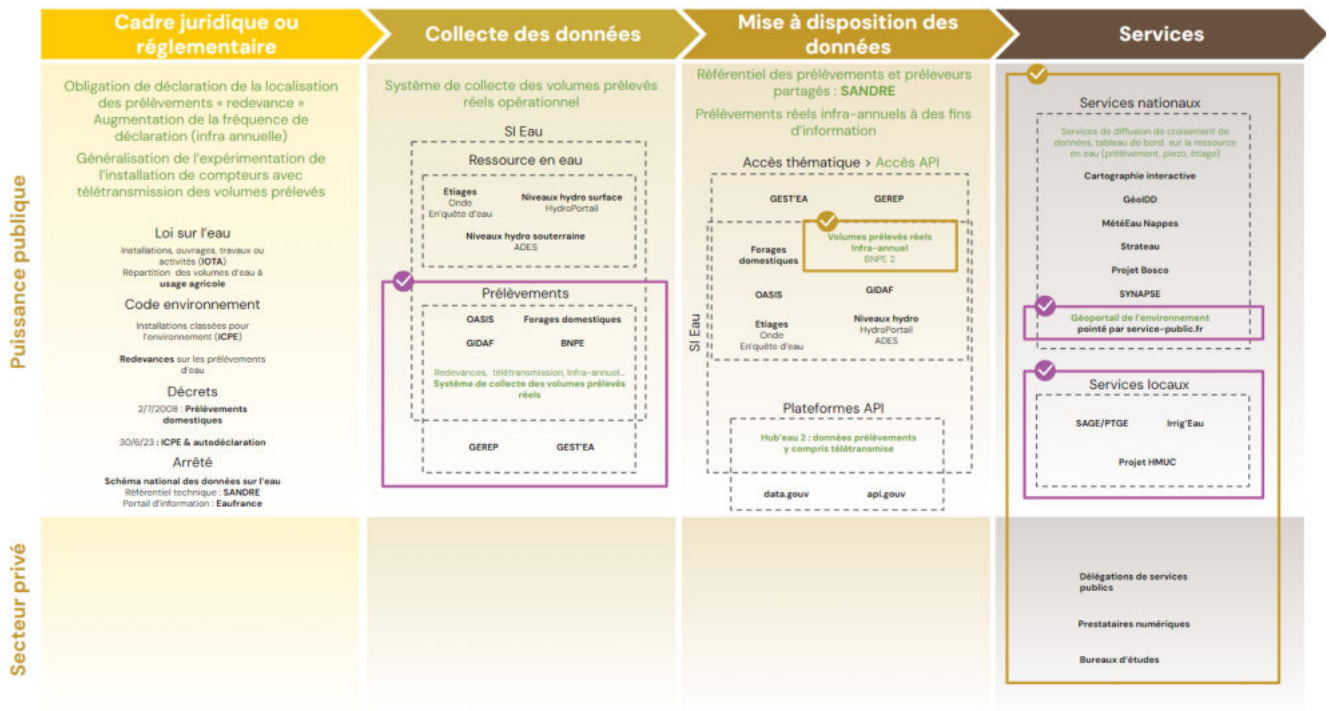 Cadre juridique ou
réglementaire
Collecte des données
Mise à disposition des
données
Services
Puissance publique
Obligation de déclaration de la localisation
des prélèvements « redevance »
Augmentation de la fréquence de
déclaration (infra annuelle)
Généralisation de l'expérimentation de
l'installation de compteurs avec
télétransmission des volumes prélevés
Loi sur l'eau
Installations, ouvrages, travaux ou
activités (IOTA)
Répartition des volumes d'eau à
usage agricole
Code environnement
Installations classées pour
l'environnement (ICPE)
Redevances sur les prélèvements
d'eau
Décrets
2/7/2008 : Prélèvements
domestiques
30/6/23 : ICPE & autodéclaration
Arrêté
Schéma national des données sur l'eau
Référentiel technique : SANDRE
Portail d'information : Eaufrance
Système de collecte des volumes prélevés
réels opérationnel
SI Eau
Ressource en eau
Etiages
Onde
En'quête d'eau
Niveaux hydro surface
HydroPortail
Niveaux hydro souterraine
ADES
Prélèvements
OASIS
Forages domestiques
GIDAF
BNPE
Redevances, télétransmission, Infra-annuel...
Système de collecte des volumes prélevés
réels
GEREP
GEST'EA
Référentiel des prélèvements et préleveurs
partagés : SANDRE
Prélèvements réels infra-annuels à des fins
d'information
Accès thématique > Accès API
SI Eau
GEST'EA
GEREP
Forages
domestiques
Volumes prélevés réels
Infra-annuel
BNPE 2
OASIS
GIDAF
Etiages
Onde
En'quête d'eau
Niveaux hydro
HydroPortail
ADES
Plateformes API
Hub'eau 2 : données prélèvements
y compris télétransmise
data.gouv
api.gouv
Services nationaux
Services de diffusion de croisement de
données, tableau de bord sur la ressource
en eau (prélèvement, piezo, étiage)
Cartographie interactive
GéoIDD
MétéEau Nappes
Strateau
Projet Bosco
SYNAPSE
Géoportail de l'environnement
pointé par service-public.fr
Services locaux
SAGE/PTGE
Irrig'Eau
Projet HMUC
Secteur privé
Délégations de services
publics
Prestataires numériques
Bureaux d'études